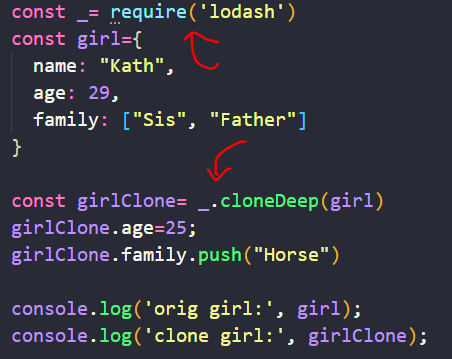 const _= require('lodash')
const girl={
name: "Kath",
age: 29,
family: ["Sis", "Father"]
}
const girlClone= _.cloneDeep(girl)
girlClone.age=25;
girlClone.family.push("Horse")
console.log('orig girl:', girl);
console.log('clone girl:', girlClone);